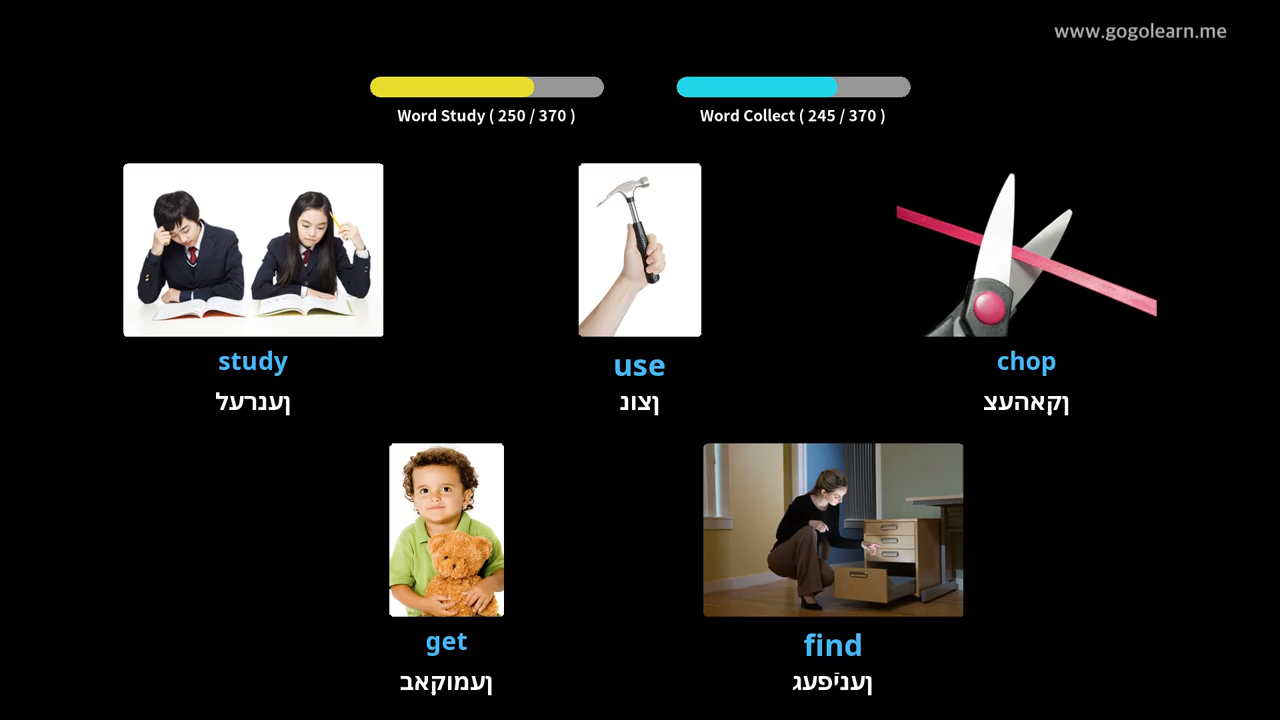 www.gogolearn.me
Word Study ( 250 / 370 )
Word Collect ( 245 / 370 )
study
use
chop
לערנען
נוצן
צעהאַקן
get
find
באַקומען
געפֿינען